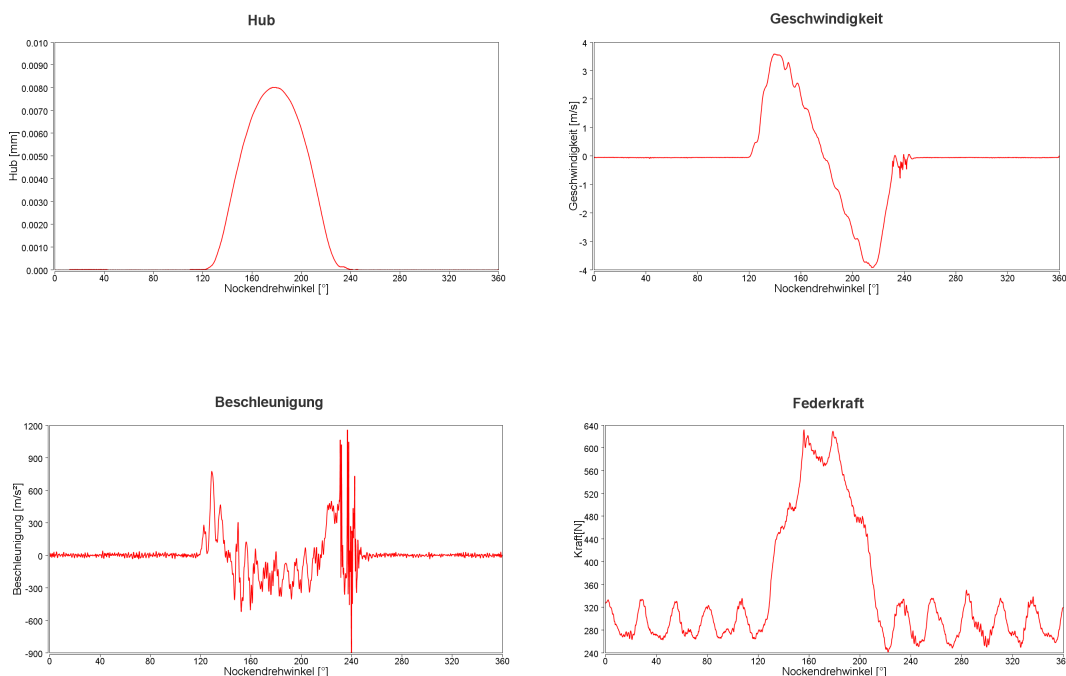 Hub
0.010
0.0090
0.0080
0.0070
0.0060
0.0050
0.0040
0.0030
0.0020
0.0010
0.000
Hub [mm]
0 40 80 120 160 200 240 280 320 360
Nockendrehwinkel [°]
Geschwindigkeit
4
3
2
1
0
-1
-2
-3
-4
Geschwindigkeit [m/s]
0 40 80 120 160 200 240 280 320 360
Nockendrehwinkel [°]
Beschleunigung
1200
900
600
300
0
-300
-600
-900
Beschleunigung [m/s²]
0 40 80 120 160 200 240 280 320 360
Nockendrehwinkel [°]
Federkraft
640
600
560
520
480
440
400
360
320
280
240
Kraft[N]
0 40 80 120 160 200 240 280 320 360
Nockendrehwinkel [°]